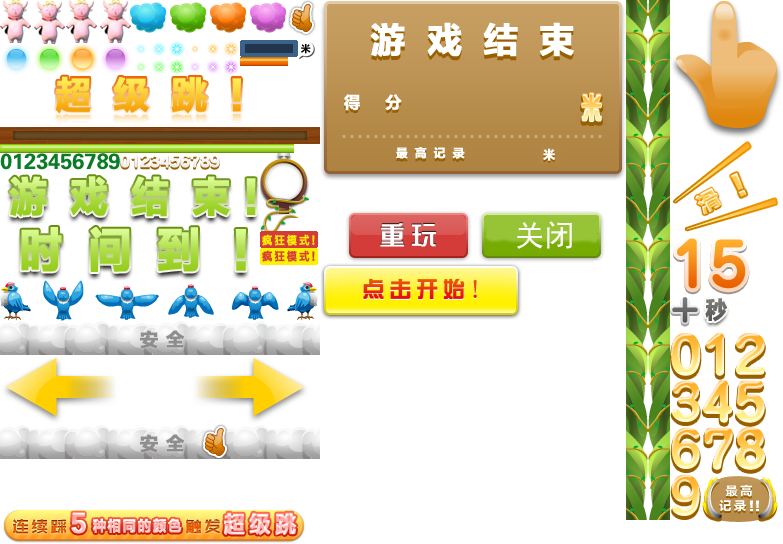 米
超级跳！
0123456789
0123456789
游戏结束！
时间到！
疯狂模式！
疯狂模式！
安全
安全
连续踩5种相同的颜色触发超级跳
游戏结束
得分
米
最高记录 米
重玩
关闭
点击开始！
滑！
15
+秒
012
345
678
9
最高
记录!!